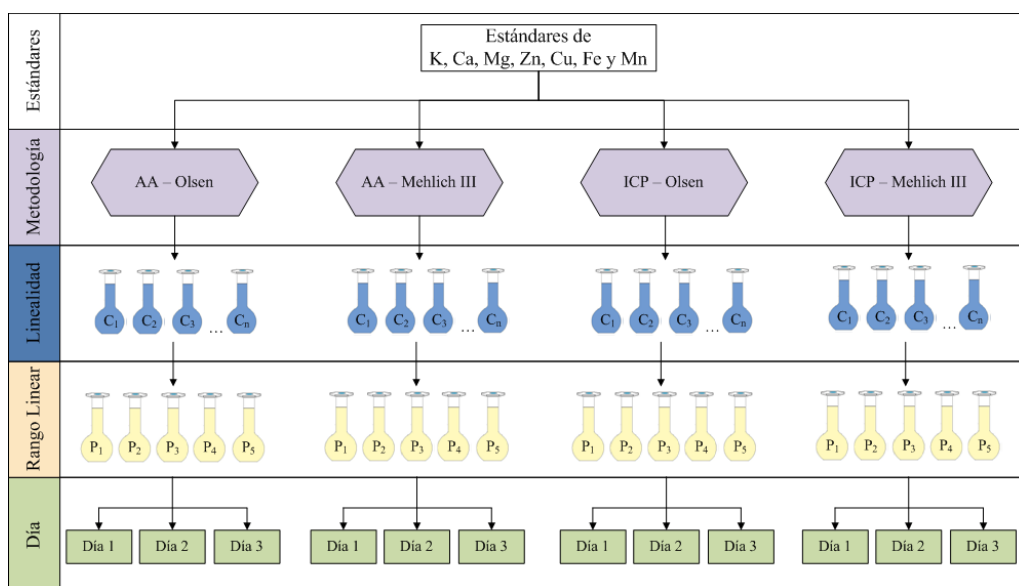 Estándares
Estándares de
K, Ca, Mg, Zn, Cu, Fe y Mn
Metodología
AA – Olsen
AA – Mehlich III
ICP – Olsen
ICP – Mehlich III
Linealidad
C₁ C₂ C₃ ... Cₙ
C₁ C₂ C₃ ... Cₙ
C₁ C₂ C₃ ... Cₙ
C₁ C₂ C₃ ... Cₙ
Rango Linear
P₁ P₂ P₃ P₄ P₅
P₁ P₂ P₃ P₄ P₅
P₁ P₂ P₃ P₄ P₅
P₁ P₂ P₃ P₄ P₅
Día
Día 1 Día 2 Día 3
Día 1 Día 2 Día 3
Día 1 Día 2 Día 3
Día 1 Día 2 Día 3